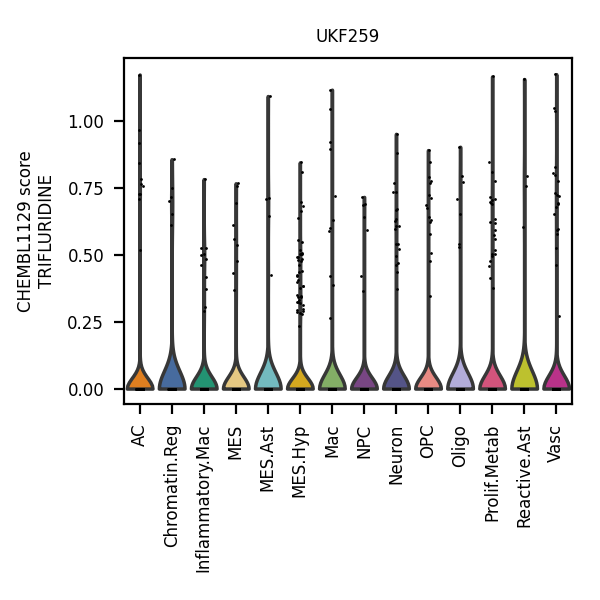 UKF259
CHEMBL1129 score
TRIFLURIDINE
1.00
0.75
0.50
0.25
0.00
AC
Chromatin.Reg
Inflammatory.Mac
MES
MES.Ast
MES.Hyp
Mac
NPC
Neuron
OPC
Oligo
Prolif.Metab
Reactive.Ast
Vasc